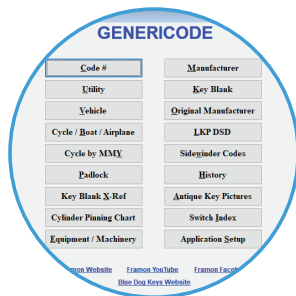 GENERICODE
Code # Manufacturer
Utility Key Blank
Vehicle Original Manufacturer
Cycle / Boat / Airplane LKP DSD
Cycle by MMY Sidewinder Codes
Padlock History
Key Blank X-Ref Antique Key Pictures
Cylinder Pinning Chart Switch Index
Equipment / Machinery Application Setup
Website Framon YouTube Framon
Blue Dog Keys Website